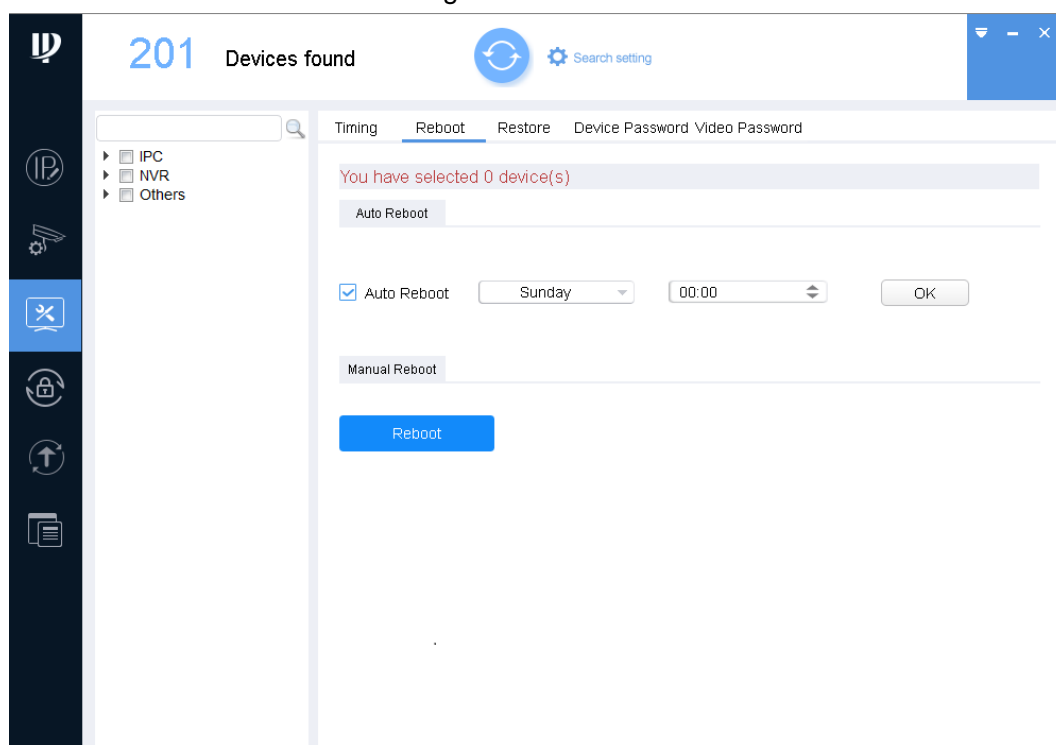 201 Devices found
Search setting
Timing Reboot Restore Device Password Video Password
IPC
NVR
Others
You have selected 0 device(s)
Auto Reboot
Auto Reboot Sunday 00:00 OK
Manual Reboot
Reboot